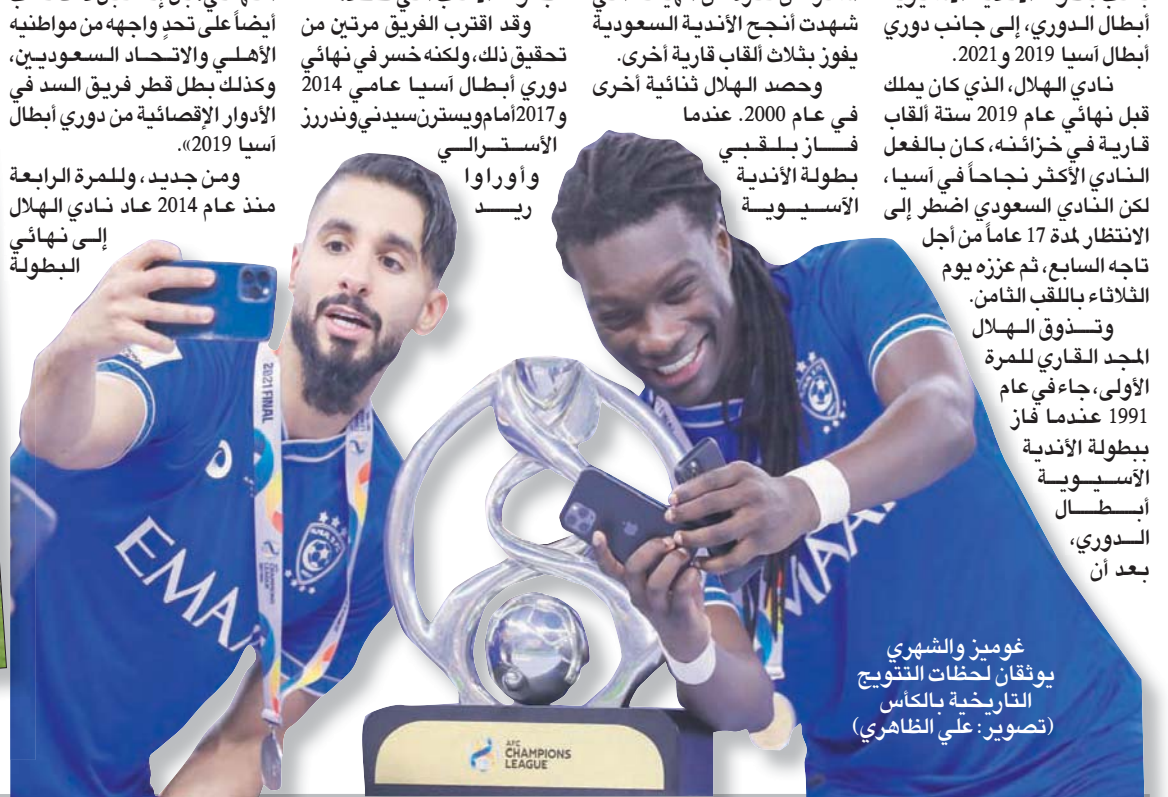 أبطال الدوري، إلى جانب دوري
أبطال آسيا 2019 و2021.
نادي الهلال، الذي كان يملك
قبل نهائي عام 2019 ستة ألقاب
قارية في خزائنه، كان بالفعل
النادي الأكثر نجاحاً في آسيا،
لكن النادي السعودي اضطر إلى
الانتظار لمدة 17 عاماً من أجل
تاجه السابع، ثم عززه يوم
الثلاثاء باللقب الثامن.
وتذوق الهلال
المجد القاري للمرة
الأولى، جاء في عام
1991 عندما فاز
ببطولة الأندية
الآسيوية
أبطال
الدوري،
بعد أن
شهدت أنجح الأندية السعودية
يفوز بثلاث ألقاب قارية أخرى.
وحصد الهلال ثنائية أخرى
في عام 2000. عندما
فاز بلقبي
بطولة الأندية
الآسيوية
وقد اقترب الفريق مرتين من
تحقيق ذلك، ولكنه خسر في نهائي
دوري أبطال آسيا عامي 2014
و2017 أمام ويسترن سيدني وندررز
الأسترالي
وأوراوا
ريد
أيضاً على تحدٍ واجهه من مواطنيه
الأهلي والاتحاد السعوديين،
وكذلك بطل قطر فريق السد في
الأدوار الإقصائية من دوري أبطال
آسيا 2019».
ومن جديد، وللمرة الرابعة
منذ عام 2014 عاد نادي الهلال
إلى نهائي
البطولة
2021 FINAL
EMAA
AFC
CHAMPIONS
LEAGUE
MAA
AFC
CHAMPIONS
LEAGUE
غوميز والشهري
يوثقان لحظات التتويج
التاريخية بالكأس
(تصوير: علي الظاهري)